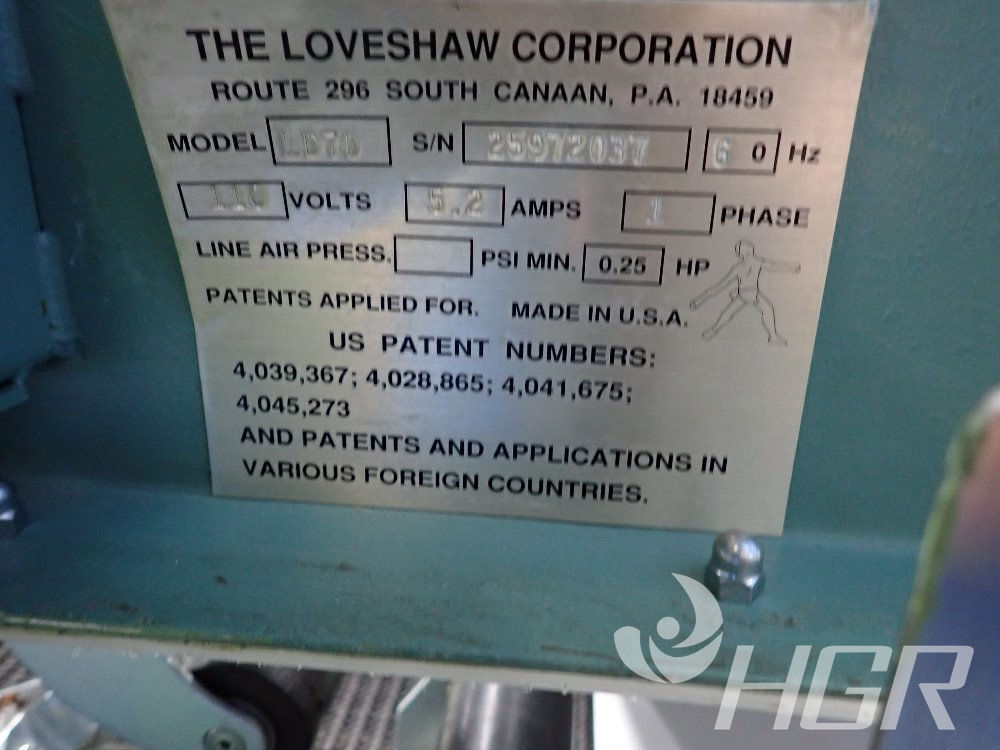 THE LOVESHAW CORPORATION
ROUTE 296 SOUTH CANAAN, P.A. 18459
MODEL S/N 25972037 60 Hz
110 VOLTS 5.2 AMPS 1 PHASE
LINE AIR PRESS. PSI MIN. 0.25 HP
PATENTS APPLIED FOR. MADE IN U.S.A.
US PATENT NUMBERS:
4,039,367; 4,028,865; 4,041,675;
4,045,273
AND PATENTS AND APPLICATIONS IN
VARIOUS FOREIGN COUNTRIES.
HGR